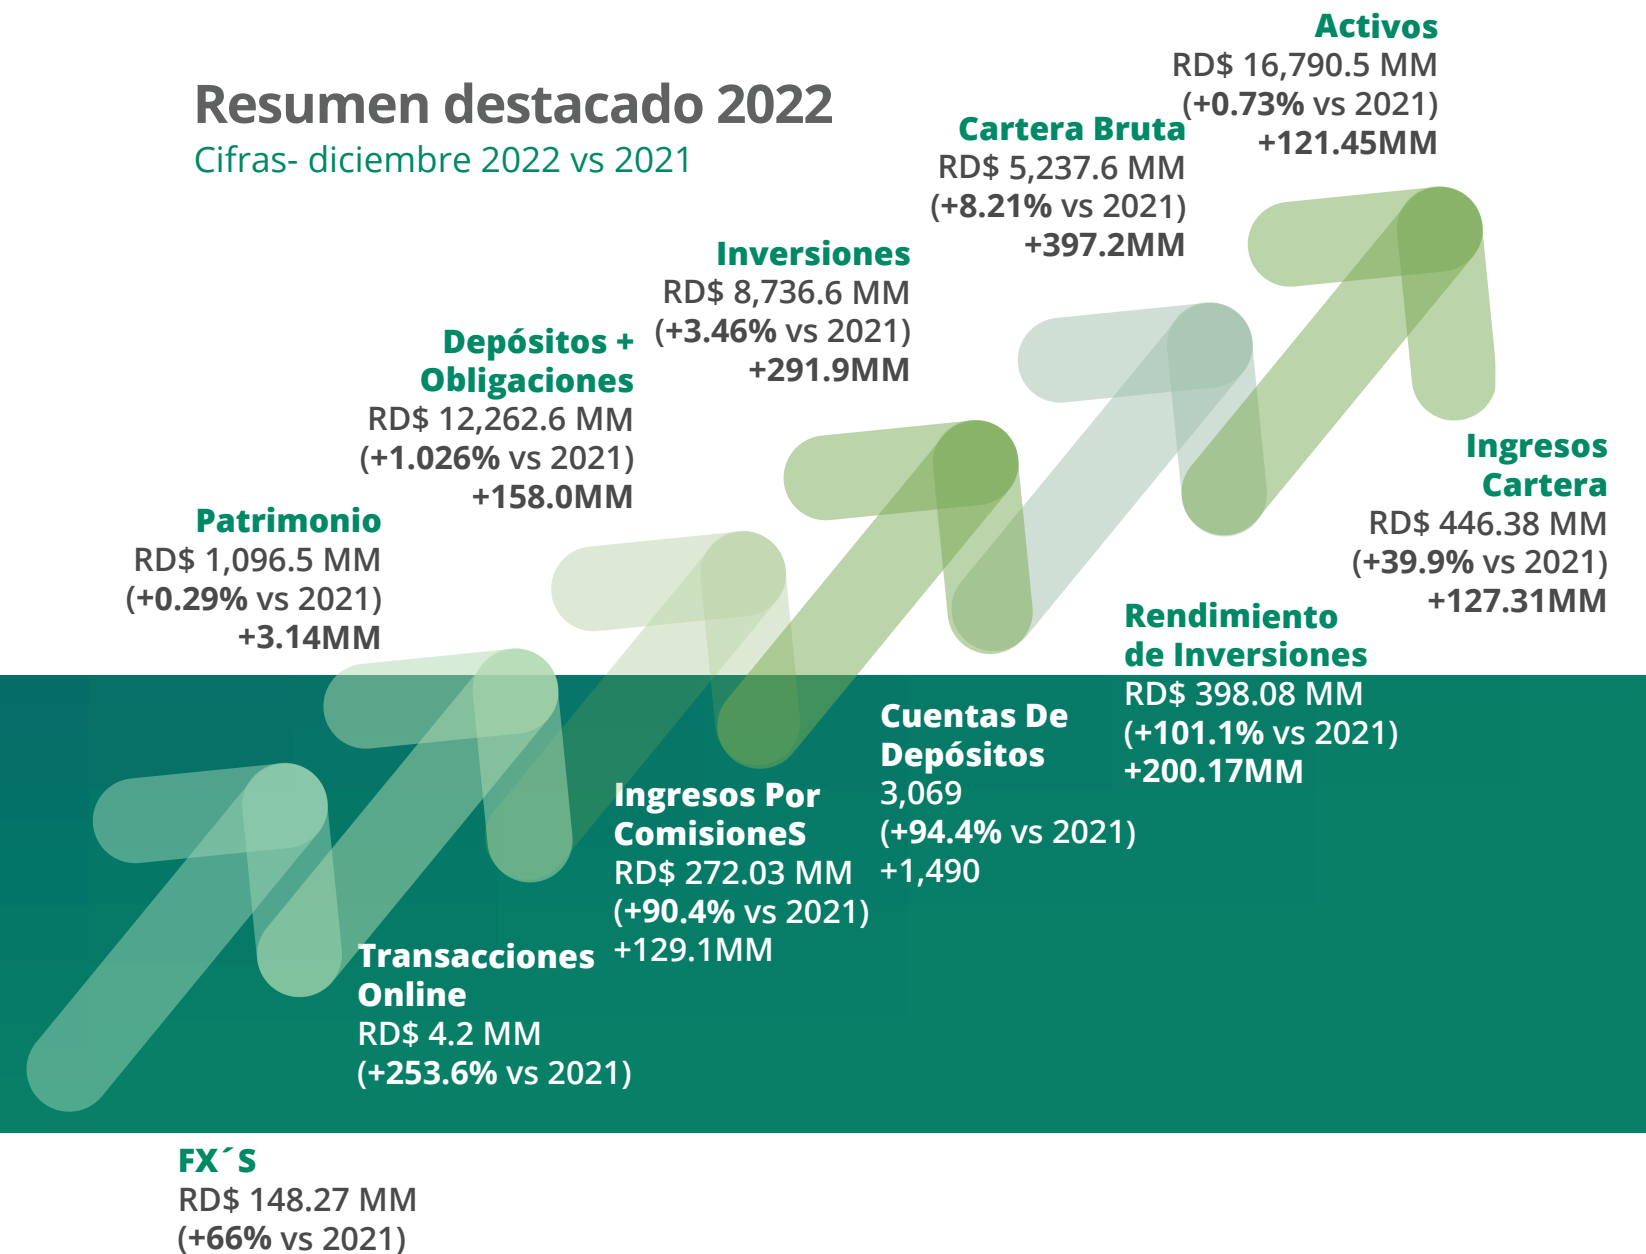 Resumen destacado 2022
Cifras- diciembre 2022 vs 2021
Activos
RD$ 16,790.5 MM
(+0.73% vs 2021)
+121.45MM
Cartera Bruta
RD$ 5,237.6 MM
(+8.21% vs 2021)
+397.2MM
Inversiones
RD$ 8,736.6 MM
(+3.46% vs 2021)
+291.9MM
Depósitos +
Obligaciones
RD$ 12,262.6 MM
(+1.026% vs 2021)
+158.0MM
Patrimonio
RD$ 1,096.5 MM
(+0.29% vs 2021)
+3.14MM
Ingresos
Cartera
RD$ 446.38 MM
(+39.9% vs 2021)
+127.31MM
Rendimiento
de Inversiones
RD$ 398.08 MM
(+101.1% vs 2021)
+200.17MM
Cuentas De
Depósitos
3,069
(+94.4% vs 2021)
+1,490
Ingresos Por
ComisioneS
RD$ 272.03 MM
(+90.4% vs 2021)
+129.1MM
Transacciones
Online
RD$ 4.2 MM
(+253.6% vs 2021)
FX´S
RD$ 148.27 MM
(+66% vs 2021)